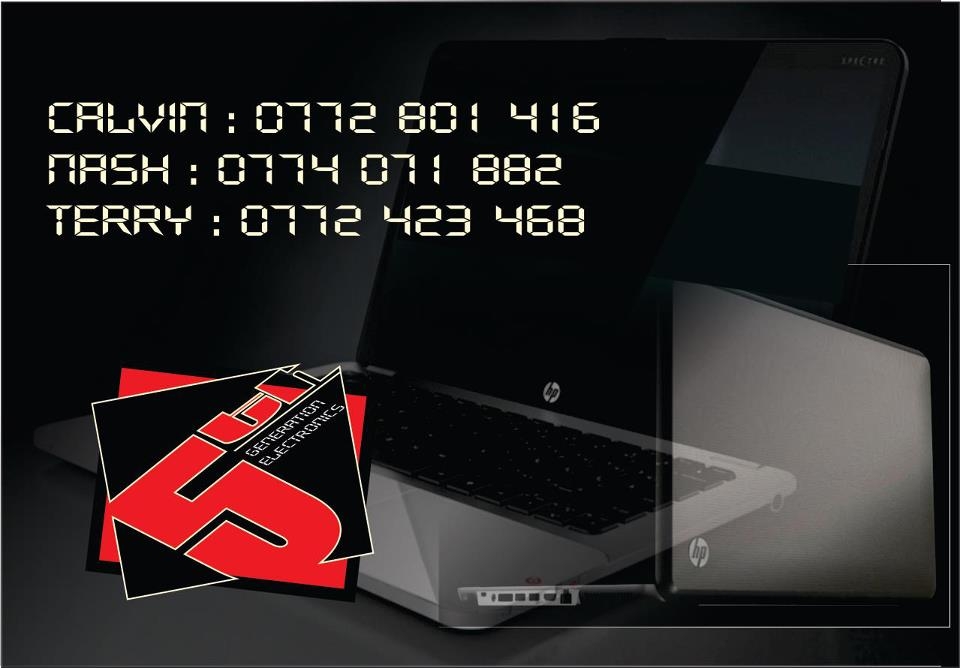 CALVIN : 0772 801 416
NASH : 0774 071 882
TERRY : 0772 423 468
SPECTRE
5th
GENERATION
ELECTRONICS
hp
hp